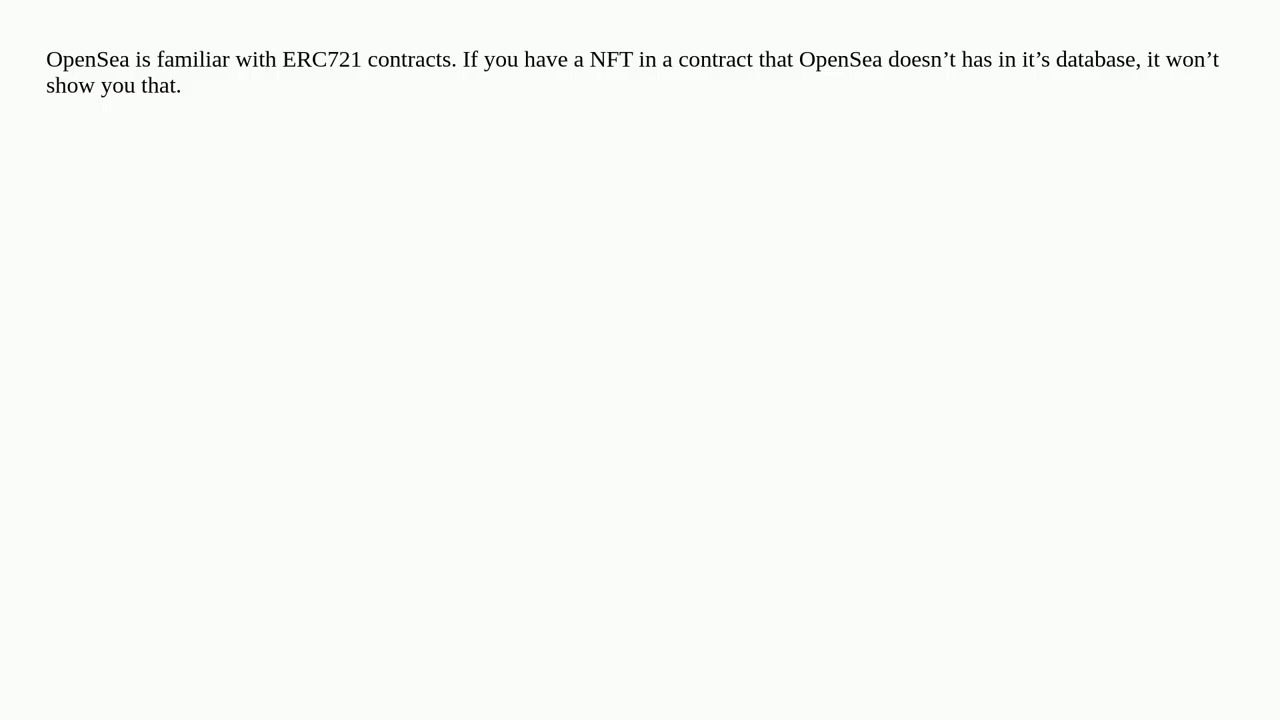 OpenSea is familiar with ERC721 contracts. If you have a NFT in a contract that OpenSea doesn’t has in it’s database, it won’t
show you that.